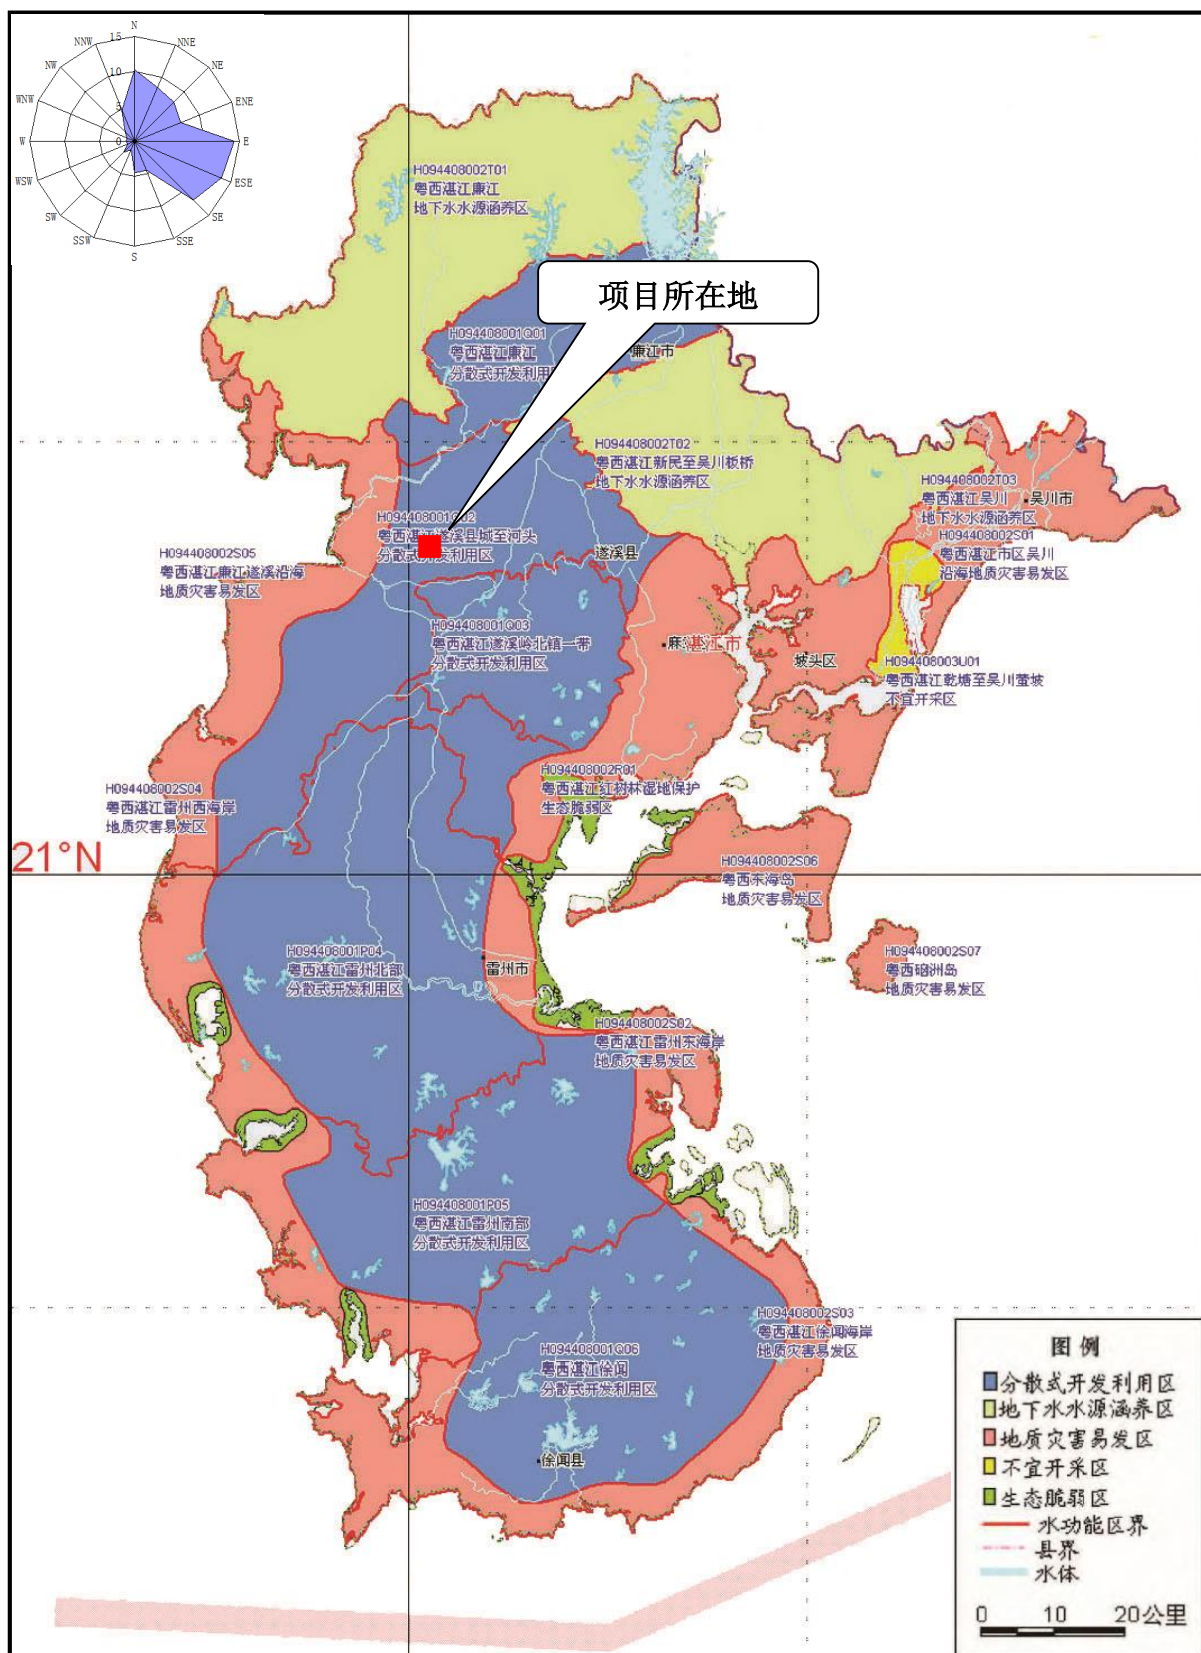 N
NNE
NE
ENE
E
ESE
SE
SSE
S
SSW
SW
WSW
W
WNW
NW
NNW
15
10
5
0
H094408002T01
粤西湛江廉江
地下水水源涵养区
项目所在地
H094408001Q01
粤西湛江廉江
分散式开发利用
廉江市
H094408002T02
粤西湛江新民至吴川板桥
地下水水源涵养区
H094408002T03
粤西湛江吴川
地下水水源涵养区
吴川市
H094408002S01
粤西湛江市区吴川
沿海地质灾害易发区
H094408001Q02
粤西湛江遂溪县城至河头
分散式开发利用区
遂溪县
H094408002S05
粤西湛江廉江遂溪沿海
地质灾害易发区
H094408001Q03
粤西湛江遂溪岭北镇一带
分散式开发利用区
麻
湛江市
坡头区
H094408003U01
粤西湛江乾塘至吴川覃坡
不宜开采区
H094408002R01
粤西湛江红树林湿地保护
生态脆弱区
H094408002S04
粤西湛江雷州西海岸
地质灾害易发区
21°N
H094408002S06
粤西东海岛
地质灾害易发区
H094408002S07
粤西硇洲岛
地质灾害易发区
H094408001P04
粤西湛江雷州北部
分散式开发利用区
雷州市
H094408002S02
粤西湛江雷州东海岸
地质灾害易发区
H094408001P05
粤西湛江雷州南部
分散式开发利用区
H094408002S03
粤西湛江徐闻海岸
地质灾害易发区
H094408001Q06
粤西湛江徐闻
分散式开发利用区
徐闻县
图例
分散式开发利用区
地下水水源涵养区
地质灾害易发区
不宜开采区
生态脆弱区
水功能区界
县界
水体
0 10 20公里